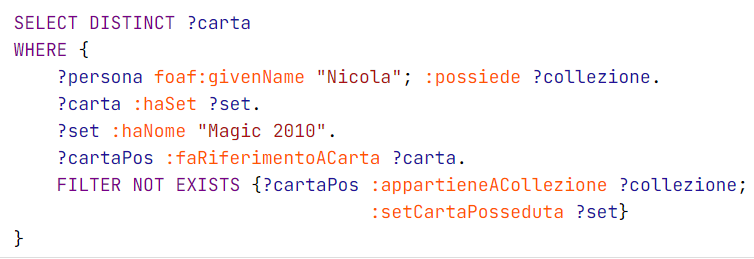 SELECT DISTINCT ?carta
WHERE {
?persona foaf:givenName "Nicola"; :possiede ?collezione.
?carta :haSet ?set.
?set :haNome "Magic 2010".
?cartaPos :faRiferimentoACarta ?carta.
FILTER NOT EXISTS {?cartaPos :appartieneACollezione ?collezione;
:setCartaPosseduta ?set}
}